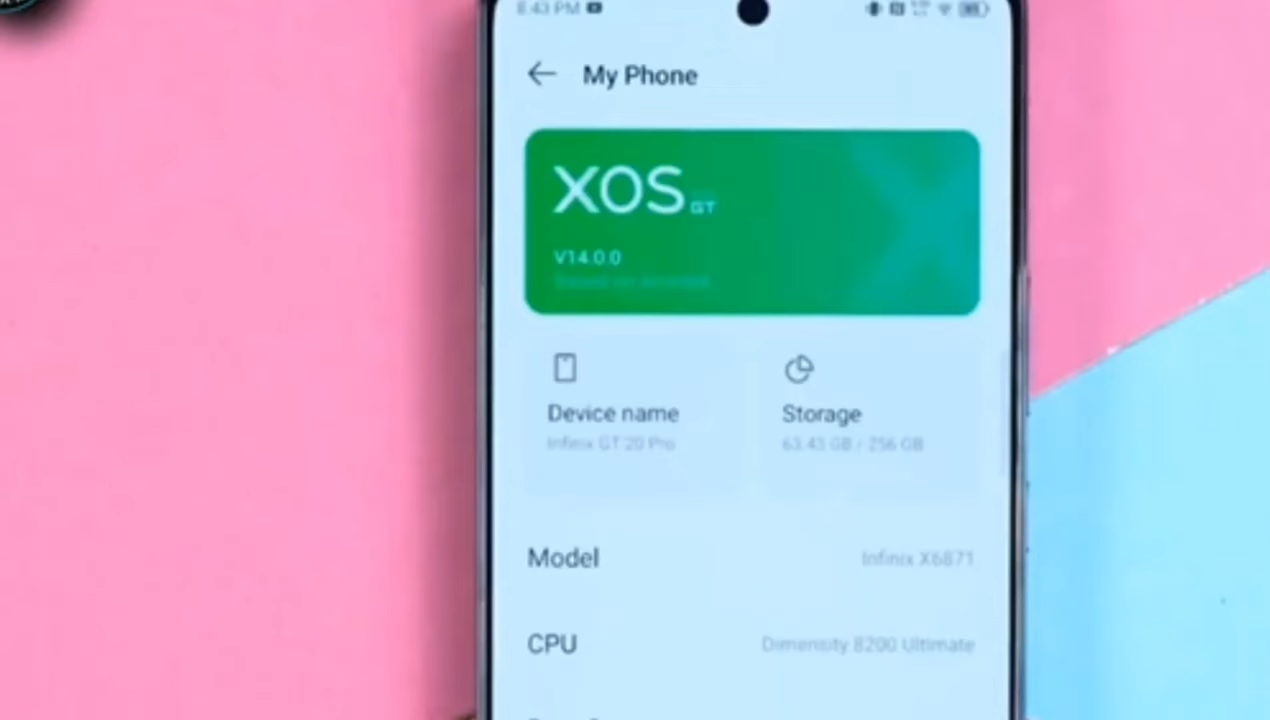 8:43 PM
My Phone
XOS GT
V14.0.0
Device name
Storage
Infinix GT 20 Pro
63.43 GB / 256 GB
Model
Infinix X6871
CPU
Dimensity 8200 Ultimate